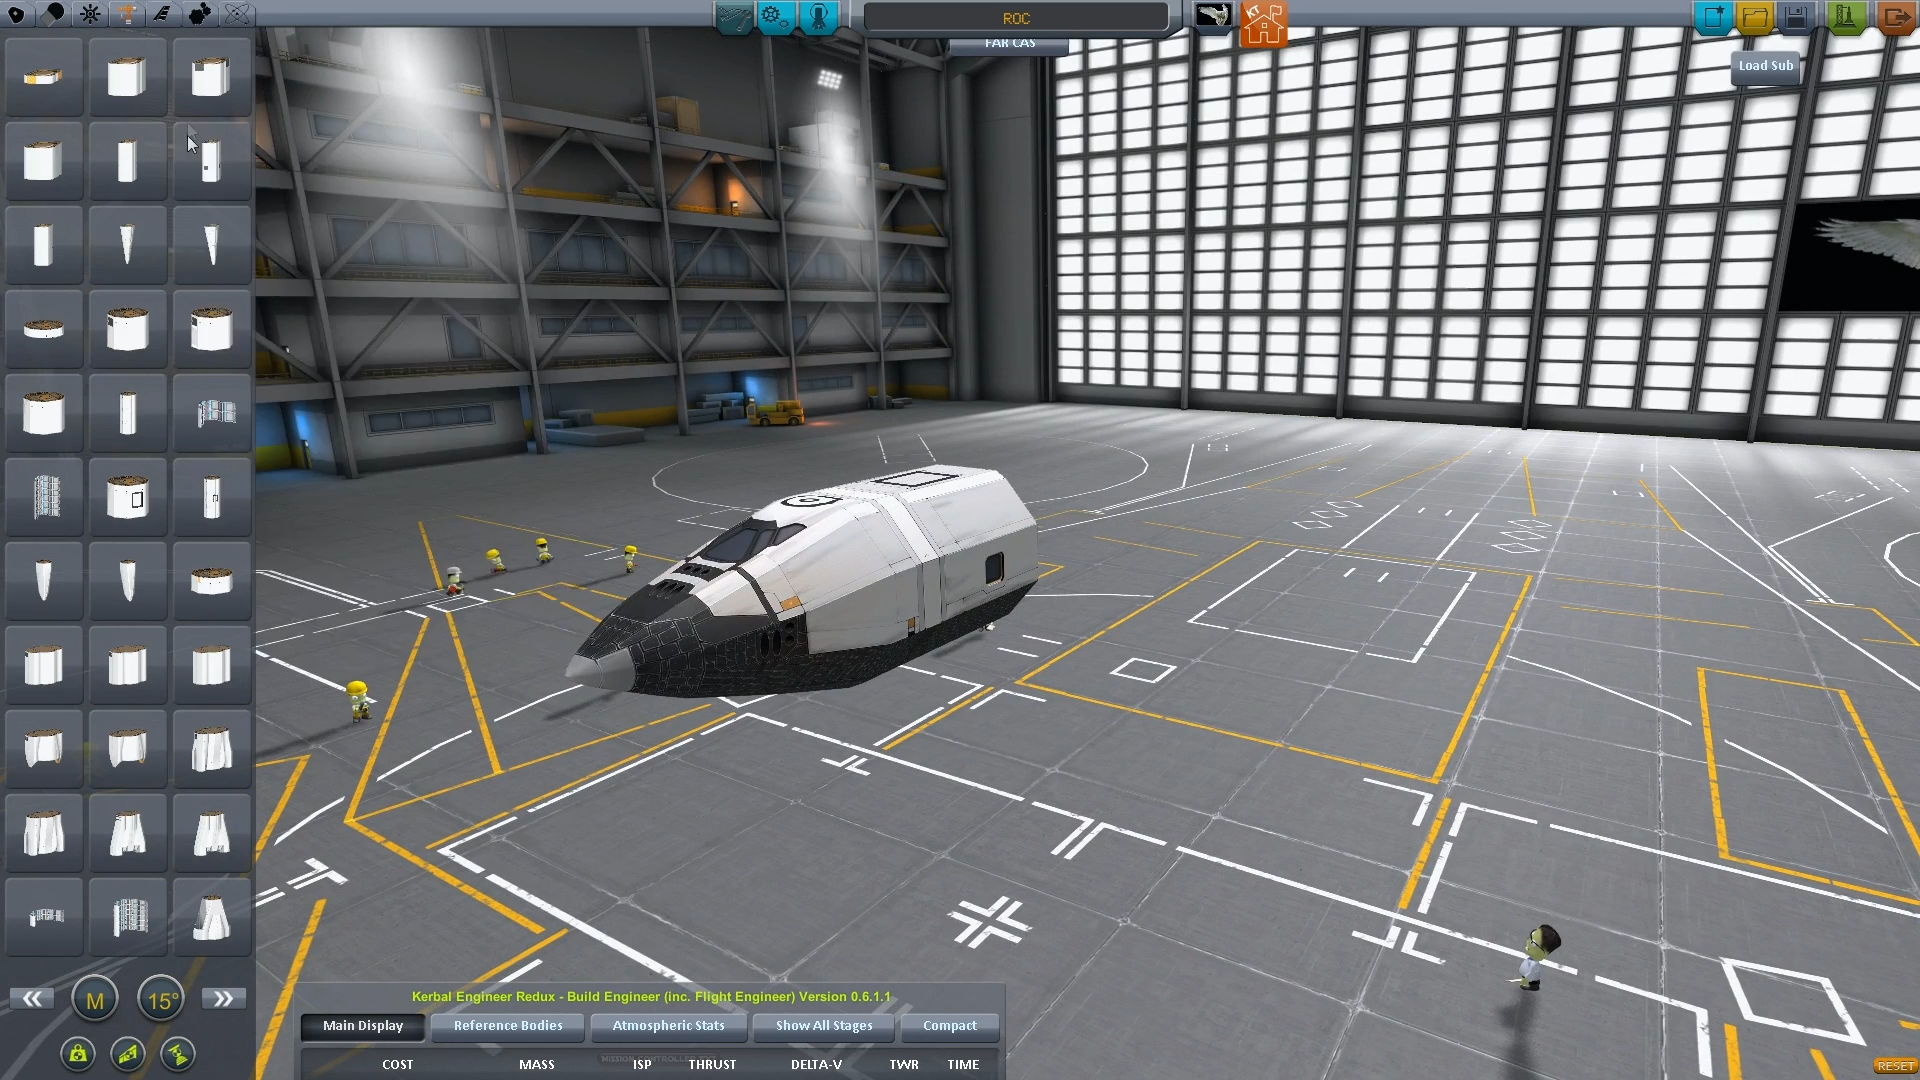 ROC
KT
FAR CAS
Load Sub
M
15°
Kerbal Engineer Redux - Build Engineer (inc. Flight Engineer) Version 0.6.1.1
Main Display
Reference Bodies
Atmospheric Stats
Show All Stages
Compact
COST MASS ISP THRUST DELTA-V TWR TIME
RESET